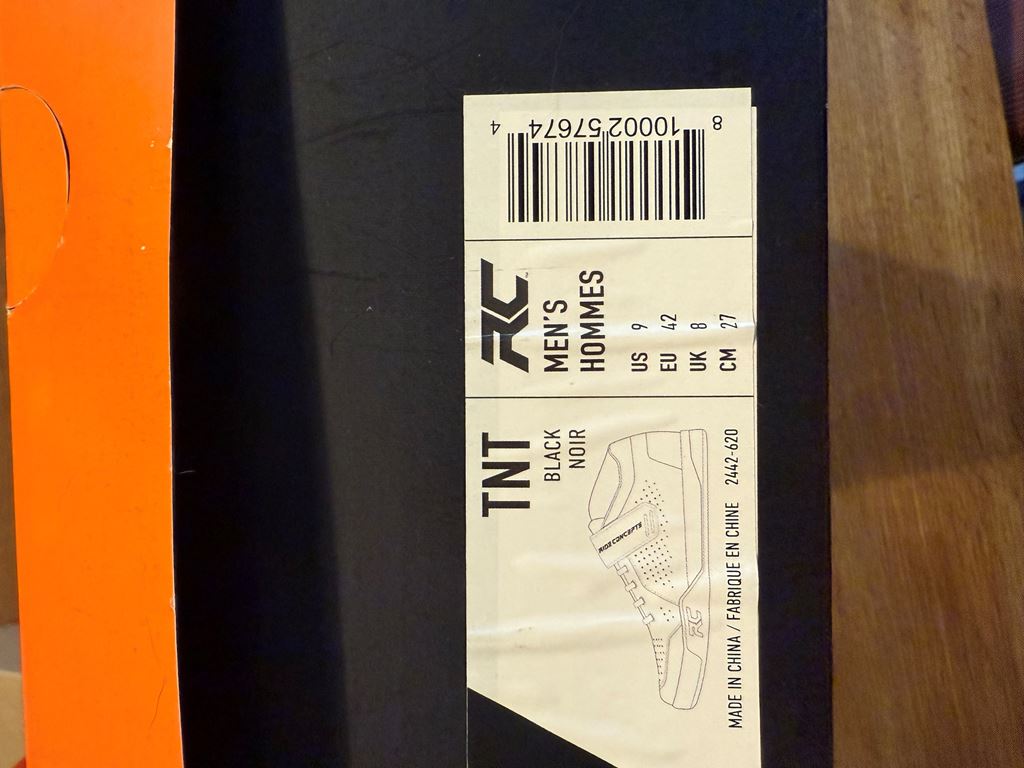 TNT
BLACK
NOIR
RIDE CONCEPTS
RC
MADE IN CHINA / FABRIQUE EN CHINE 2442-620
RC
MEN'S
HOMMES
US 9
EU 42
UK 8
CM 27
8 10002 57674 4